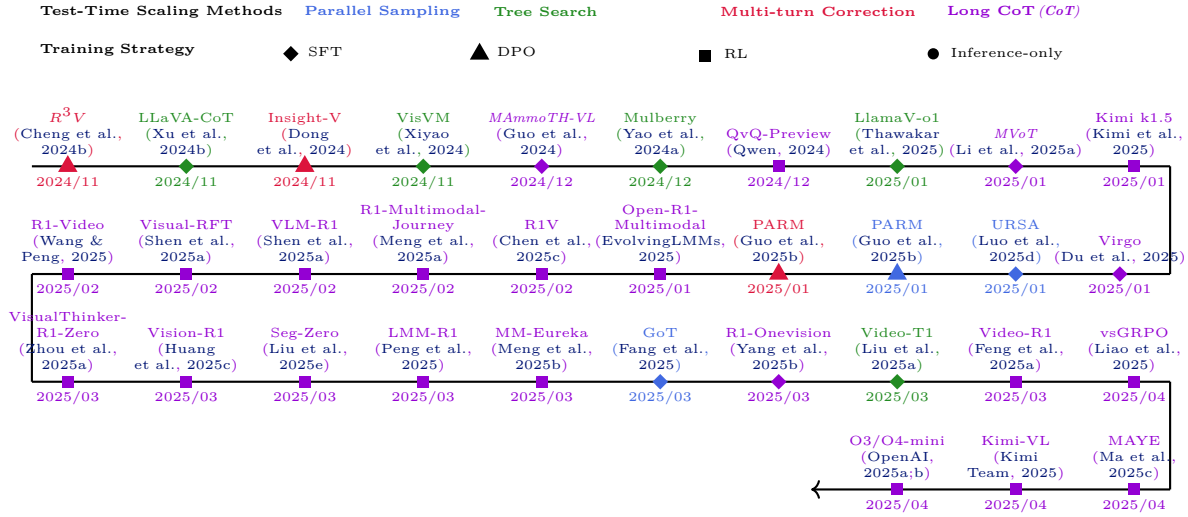 Test-Time Scaling Methods Parallel Sampling Tree Search Multi-turn Correction Long CoT (CoT)
Training Strategy SFT DPO RL Inference-only
R³V
(Cheng et al.,
2024b)
2024/11
LLaVA-CoT
(Xu et al.,
2024b)
2024/11
Insight-V
(Dong
et al., 2024)
2024/11
VisVM
(Xiyao
et al., 2024)
2024/11
MAmmoTH-VL
(Guo et al.,
2024)
2024/12
Mulberry
(Yao et al.,
2024a)
2024/12
QvQ-Preview
(Qwen, 2024)
2024/12
LlamaV-o1
(Thawakar
et al., 2025)
2025/01
MVoT
(Li et al., 2025a)
2025/01
Kimi k1.5
(Kimi et al.,
2025)
2025/01
R1-Video
(Wang &
Peng, 2025)
2025/02
Visual-RFT
(Shen et al.,
2025a)
2025/02
VLM-R1
(Shen et al.,
2025a)
2025/02
R1-Multimodal-
Journey
(Meng et al.,
2025a)
2025/02
R1V
(Chen et al.,
2025c)
2025/02
Open-R1-
Multimodal
(EvolvingLMMs,
2025)
2025/01
PARM
(Guo et al.,
2025b)
2025/01
PARM
(Guo et al.,
2025b)
2025/01
URSA
(Luo et al.,
2025d)
2025/01
Virgo
(Du et al., 2025)
2025/01
VisualThinker-
R1-Zero
(Zhou et al.,
2025a)
2025/03
Vision-R1
(Huang
et al., 2025c)
2025/03
Seg-Zero
(Liu et al.,
2025e)
2025/03
LMM-R1
(Peng et al.,
2025)
2025/03
MM-Eureka
(Meng et al.,
2025b)
2025/03
GoT
(Fang et al.,
2025)
2025/03
R1-Onevision
(Yang et al.,
2025b)
2025/03
Video-T1
(Liu et al.,
2025a)
2025/03
Video-R1
(Feng et al.,
2025a)
2025/03
vsGRPO
(Liao et al.,
2025)
2025/04
O3/O4-mini
(OpenAI,
2025a;b)
2025/04
Kimi-VL
(Kimi
Team, 2025)
2025/04
MAYE
(Ma et al.,
2025c)
2025/04